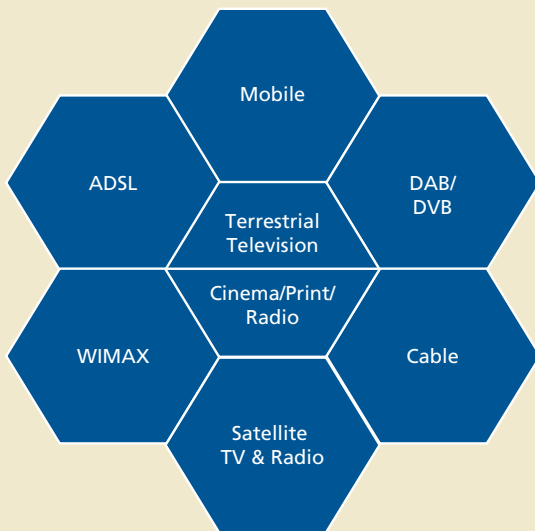 Mobile
ADSL
DAB/
DVB
Terrestrial
Television
Cinema/Print/
Radio
WIMAX
Cable
Satellite
TV & Radio